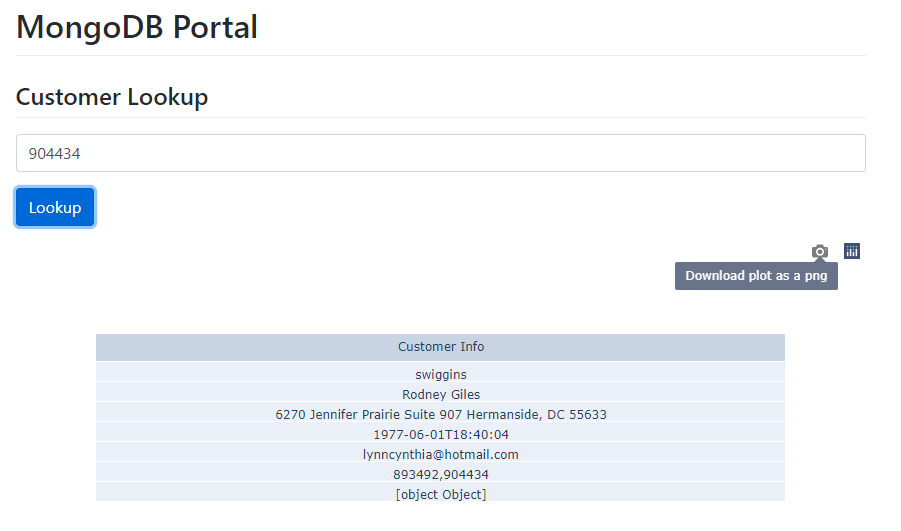 MongoDB Portal
Customer Lookup
904434
Lookup
Download plot as a png
Customer Info
swiggins
Rodney Giles
6270 Jennifer Prairie Suite 907 Hermanside, DC 55633
1977-06-01T18:40:04
lynncynthia@hotmail.com
893492,904434
[object Object]